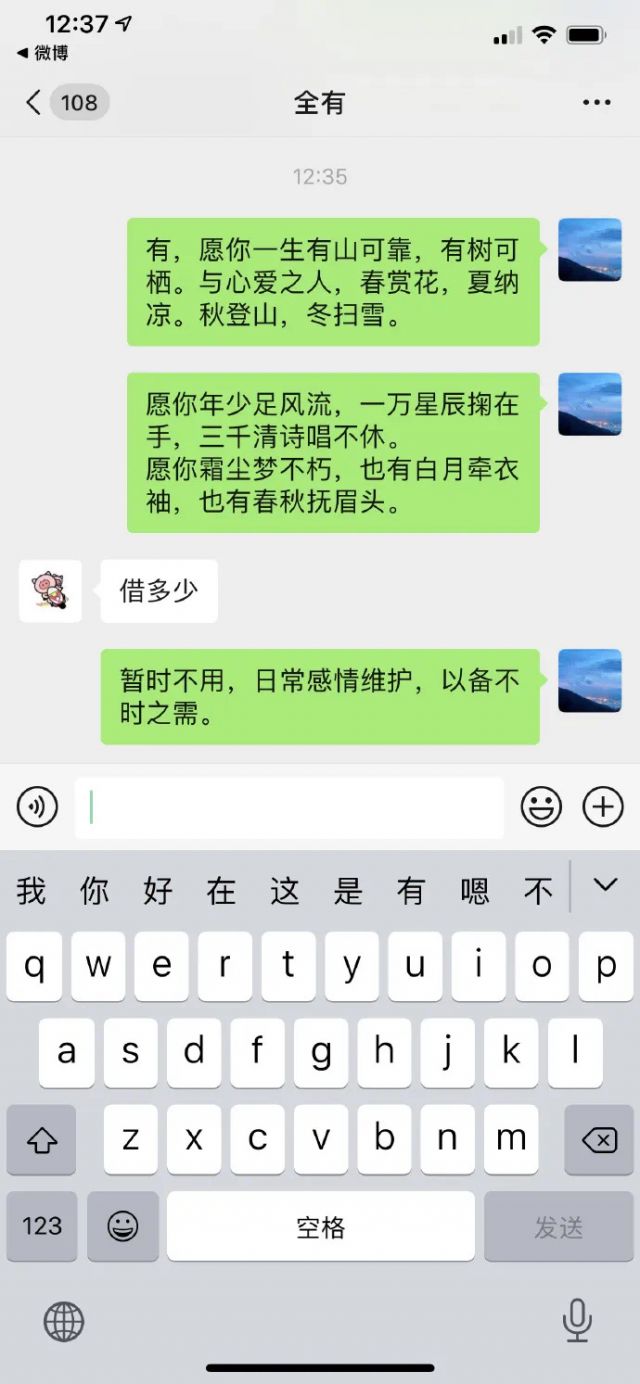 12:37
微博
108
全有
12:35
有，愿你一生有山可靠，有树可
栖。与心爱之人，春赏花，夏纳
凉。秋登山，冬扫雪。
愿你年少足风流，一万星辰掬在
手，三千清诗唱不休。
愿你霜尘梦不朽，也有白月牵衣
袖，也有春秋抚眉头。
借多少
暂时不用，日常感情维护，以备不
时之需。
我 你 好 在 这 是 有 嗯 不
q w e r t y u i o p
a s d f g h j k l
z x c v b n m
123 空格 发送